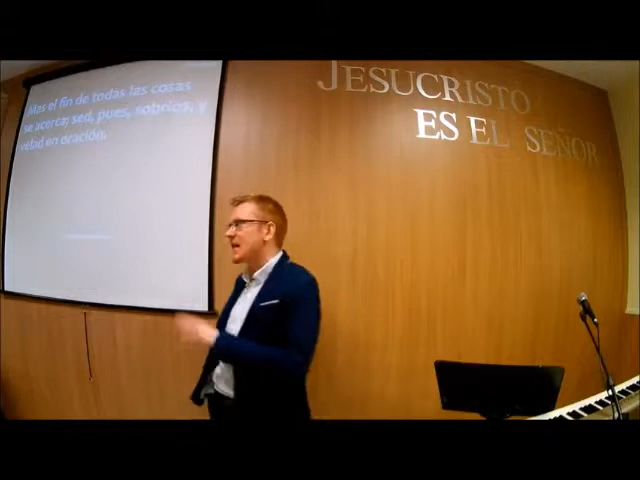 Mas el fin de todas las cosas
se acerca; sed, pues, sobrios, y
velad en oración.
JESUCRISTO
ES EL SEÑOR